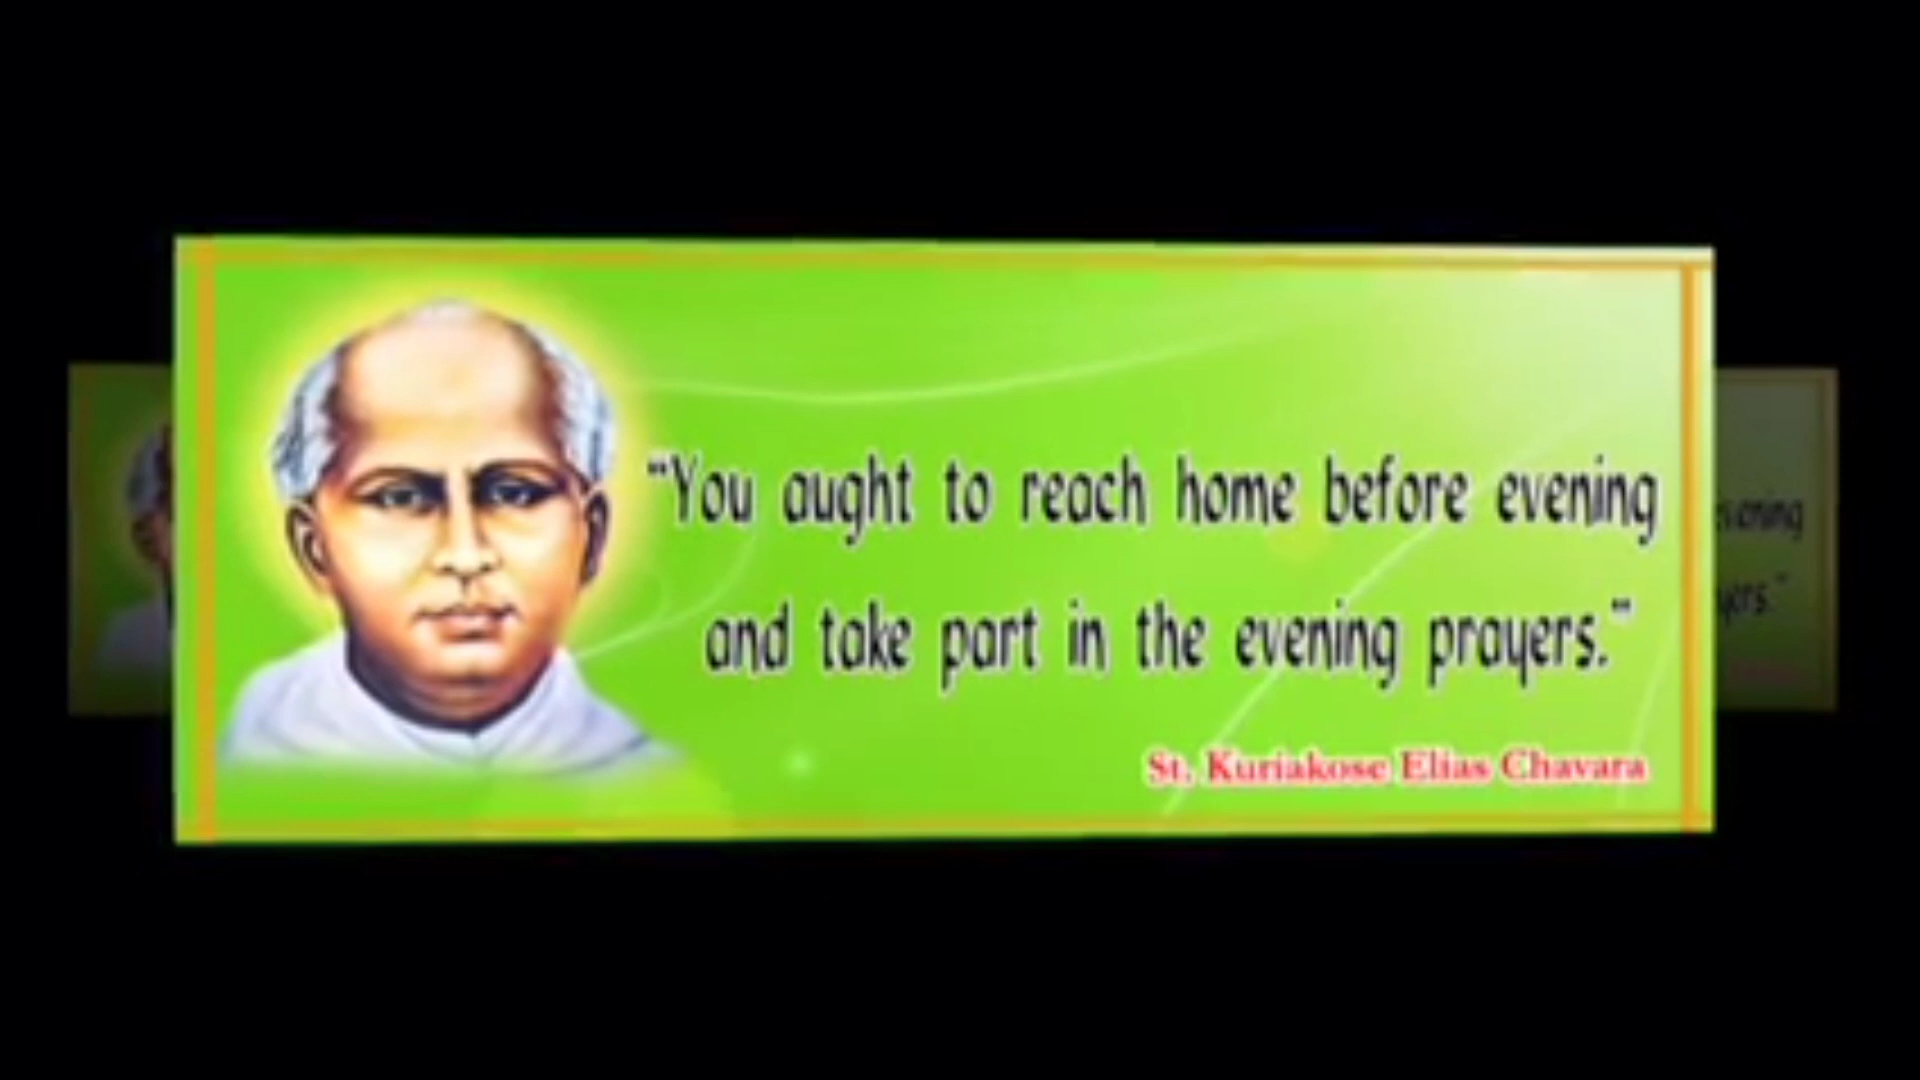 “You aught to reach home before evening
and take part in the evening prayers.”
St. Kuriakose Elias Chavara